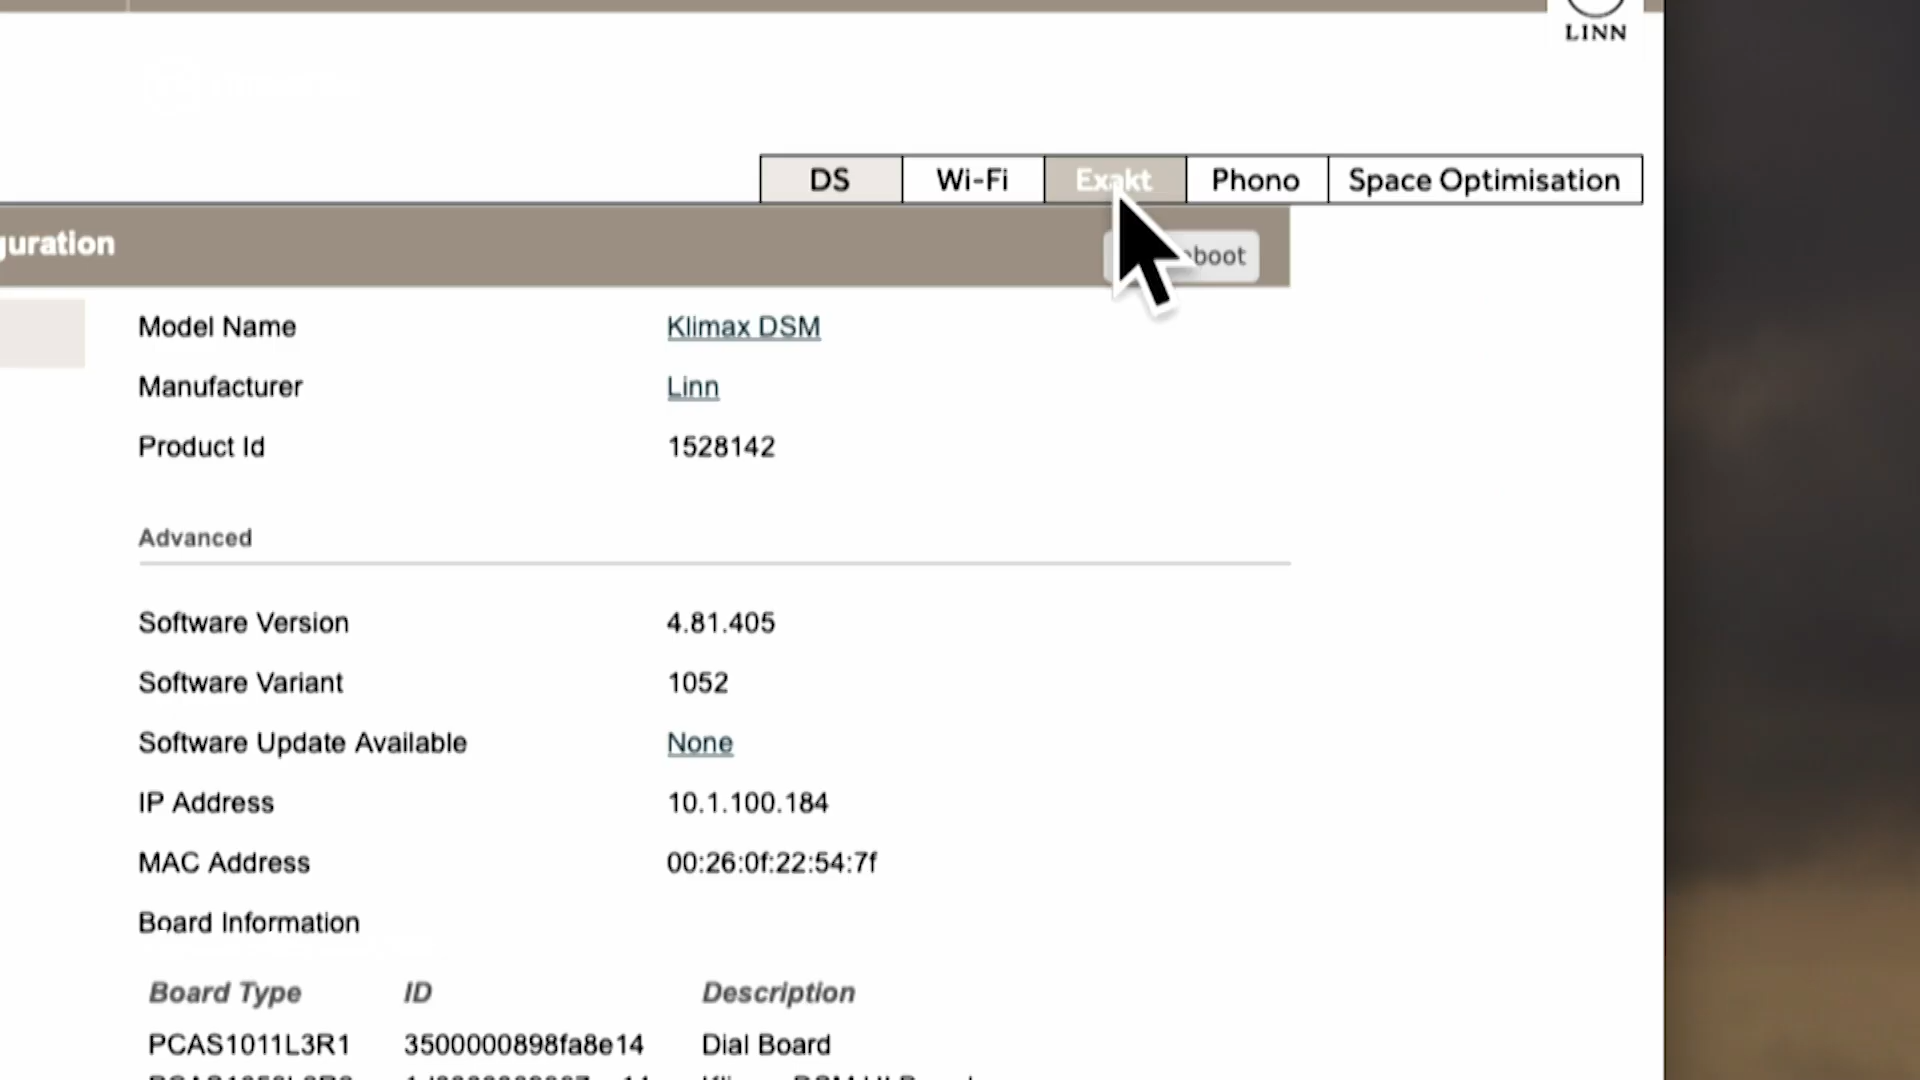 LINN
DS Wi-Fi Exakt Phono Space Optimisation
guration
boot
Model Name Klimax DSM
Manufacturer Linn
Product Id 1528142
Advanced
Software Version 4.81.405
Software Variant 1052
Software Update Available None
IP Address 10.1.100.184
MAC Address 00:26:0f:22:54:7f
Board Information
Board Type ID Description
PCAS1011L3R1 3500000898fa8e14 Dial Board